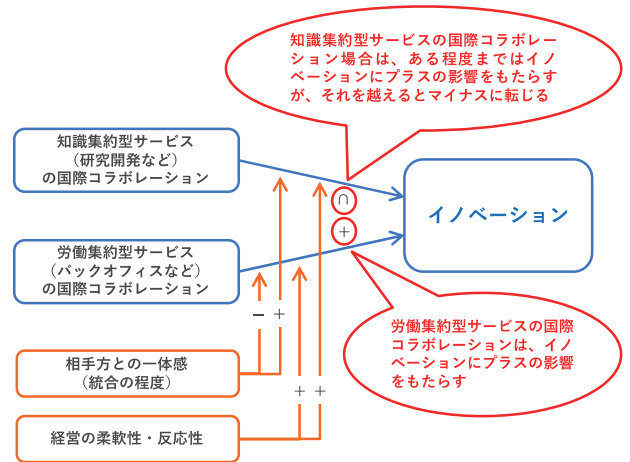 知識集約型サービスの国際コラボレー
ション場合は、ある程度まではイノ
ベーションにプラスの影響をもたらす
が、それを越えるとマイナスに転じる
知識集約型サービス
（研究開発など）
の国際コラボレーション
∩
イノベーション
+
労働集約型サービス
（バックオフィスなど）
の国際コラボレーション
− +
労働集約型サービスの国際
コラボレーションは、イノ
ベーションにプラスの影響
をもたらす
相手方との一体感
（統合の程度）
+ +
経営の柔軟性・反応性